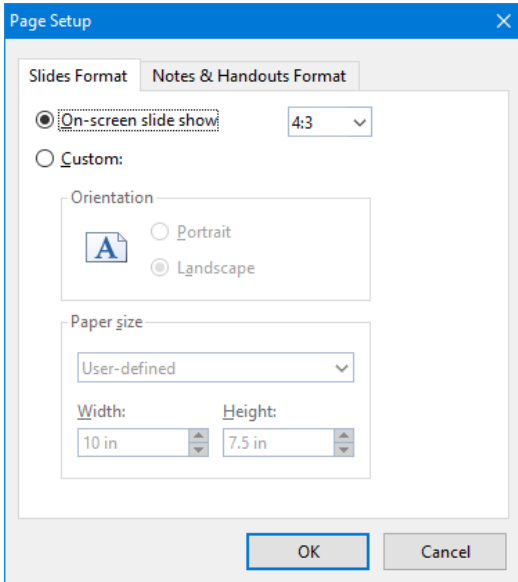 Page Setup
Slides Format Notes & Handouts Format
On-screen slide show 4:3
Custom:
Orientation
A
Portrait
Landscape
Paper size
User-defined
Width: Height:
10 in 7.5 in
OK Cancel